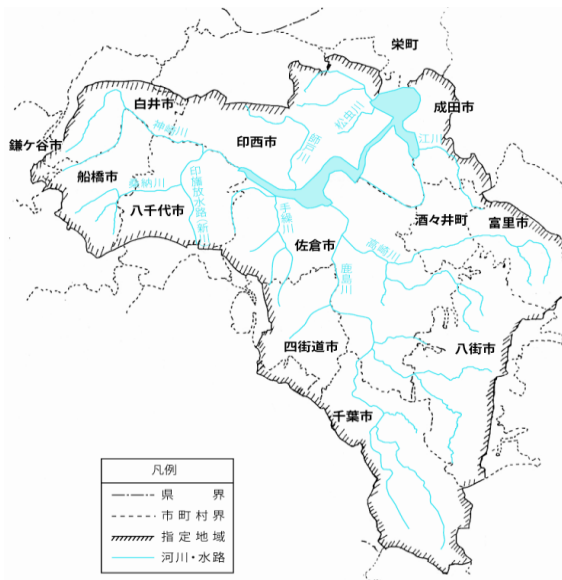 栄町
白井市
成田市
松虫川
神崎川
江川
鎌ケ谷市
印西市
師戸川
船橋市
桑納川
印旛放水路(新川)
八千代市
手繰川
酒々井町
富里市
佐倉市
高崎川
鹿島川
四街道市
八街市
千葉市
凡例
県界
市町村界
指定地域
河川・水路